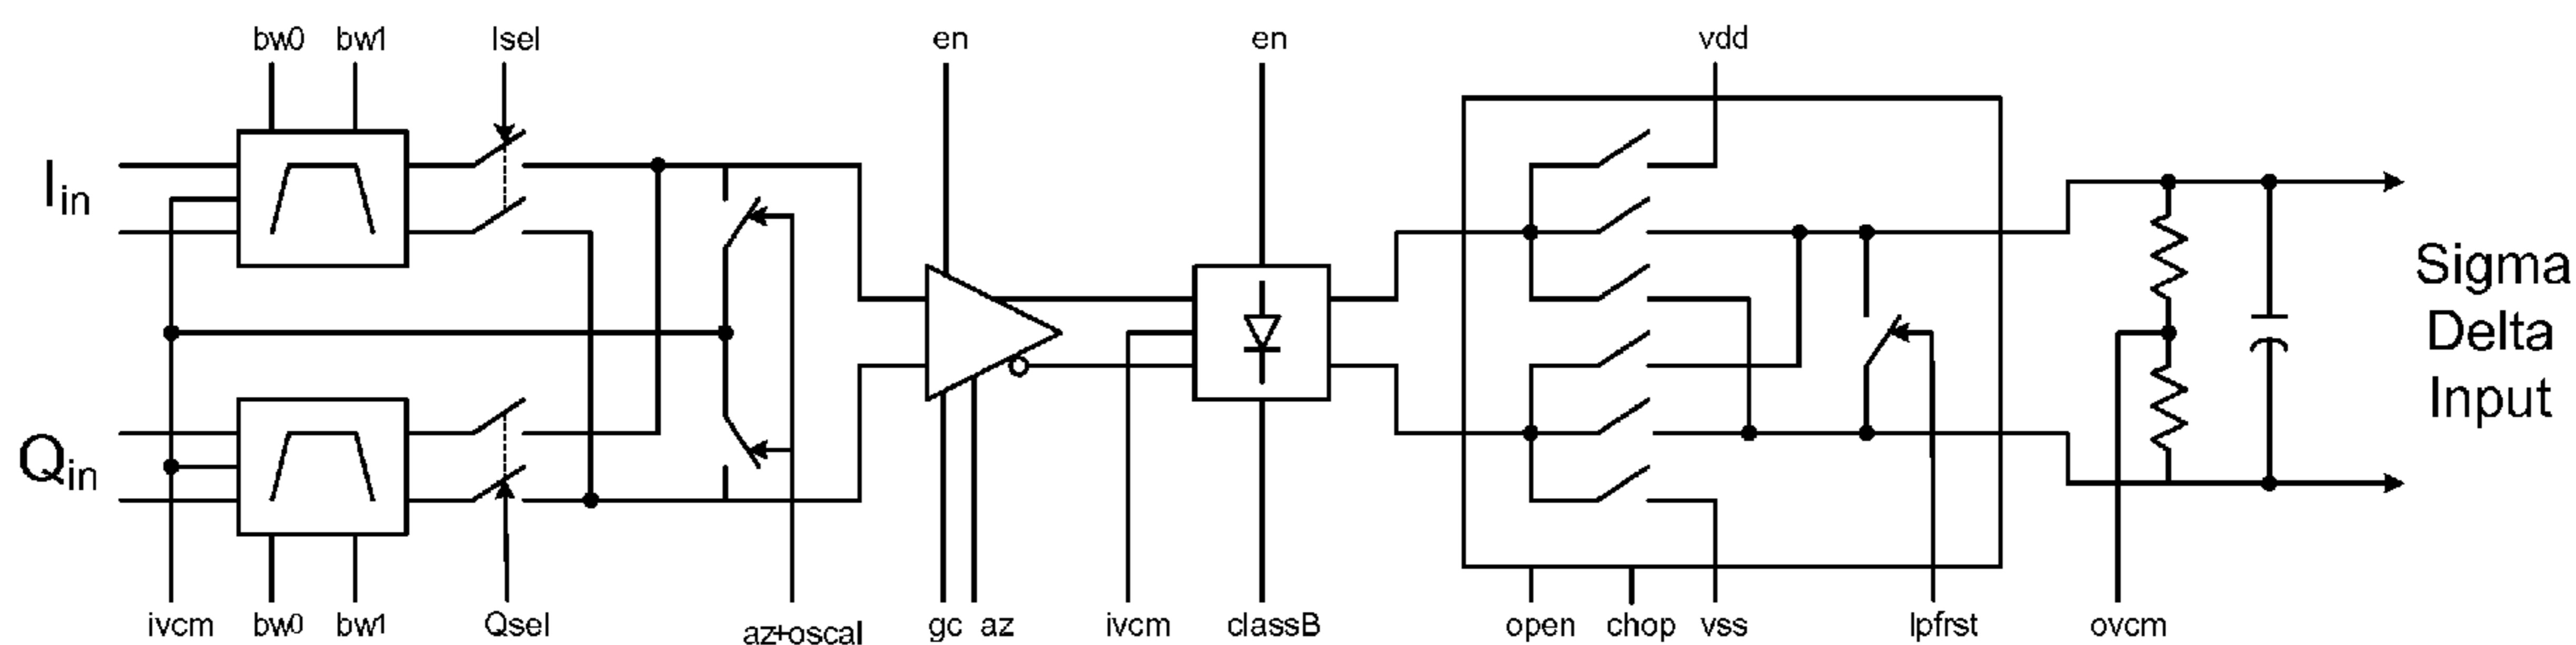 bw0 bw1 Isel en en vdd
Iin
Sigma
Delta
Input
Qin
ivcm bw0 bw1 Qsel az+oscal gc az ivcm classB open chop vss lpfrst ovcm